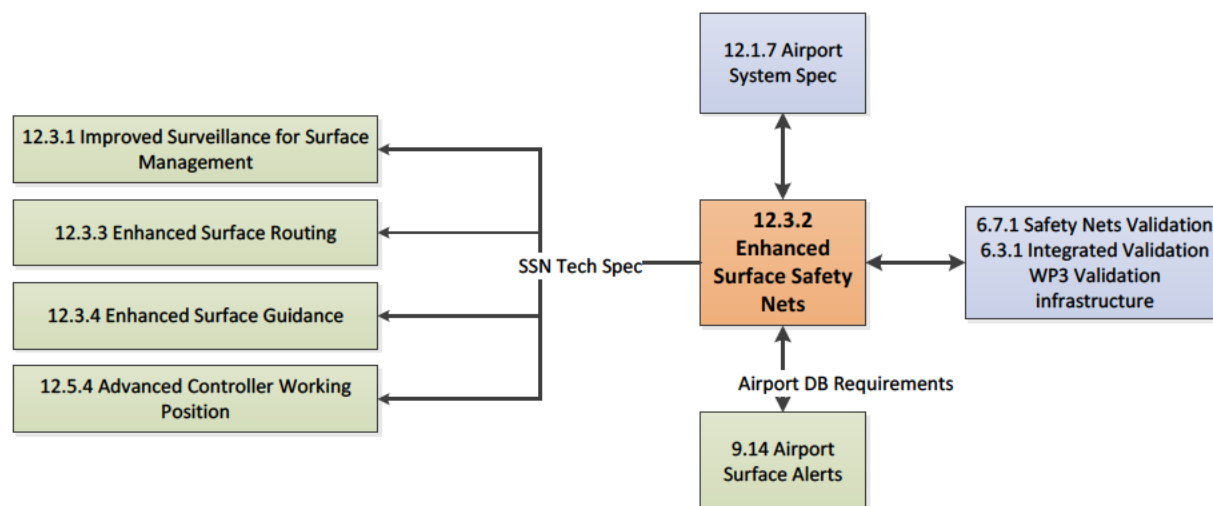 12.1.7 Airport
System Spec
12.3.1 Improved Surveillance for Surface
Management
12.3.3 Enhanced Surface Routing
12.3.4 Enhanced Surface Guidance
12.5.4 Advanced Controller Working
Position
SSN Tech Spec
12.3.2
Enhanced
Surface Safety
Nets
6.7.1 Safety Nets Validation
6.3.1 Integrated Validation
WP3 Validation
infrastructure
Airport DB Requirements
9.14 Airport
Surface Alerts